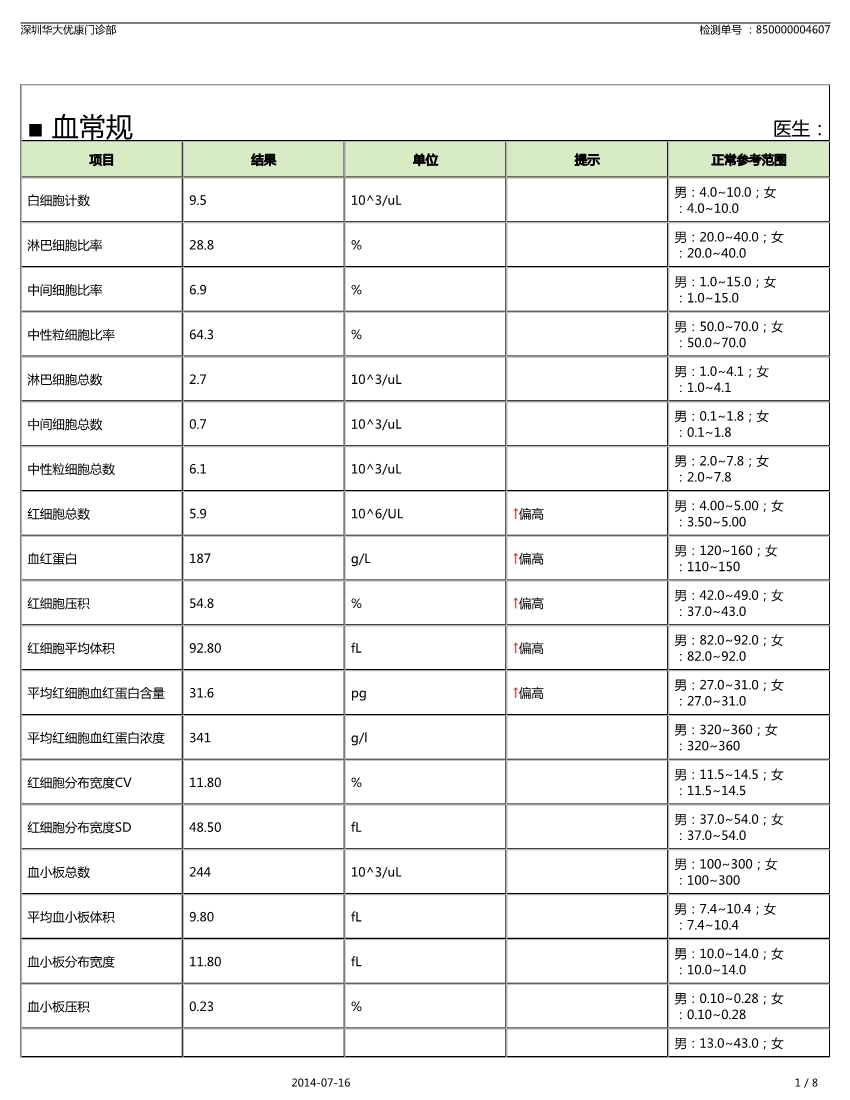 深圳华大优康门诊部 检测单号 ：850000004607
■ 血常规 医生：
项目 结果 单位 提示 正常参考范围
白细胞计数 9.5 10^3/uL 男：4.0~10.0；女
：4.0~10.0
淋巴细胞比率 28.8 % 男：20.0~40.0；女
：20.0~40.0
中间细胞比率 6.9 % 男：1.0~15.0；女
：1.0~15.0
中性粒细胞比率 64.3 % 男：50.0~70.0；女
：50.0~70.0
淋巴细胞总数 2.7 10^3/uL 男：1.0~4.1；女
：1.0~4.1
中间细胞总数 0.7 10^3/uL 男：0.1~1.8；女
：0.1~1.8
中性粒细胞总数 6.1 10^3/uL 男：2.0~7.8；女
：2.0~7.8
红细胞总数 5.9 10^6/UL ↑偏高 男：4.00~5.00；女
：3.50~5.00
血红蛋白 187 g/L ↑偏高 男：120~160；女
：110~150
红细胞压积 54.8 % ↑偏高 男：42.0~49.0；女
：37.0~43.0
红细胞平均体积 92.80 fL ↑偏高 男：82.0~92.0；女
：82.0~92.0
平均红细胞血红蛋白含量 31.6 pg ↑偏高 男：27.0~31.0；女
：27.0~31.0
平均红细胞血红蛋白浓度 341 g/l 男：320~360；女
：320~360
红细胞分布宽度CV 11.80 % 男：11.5~14.5；女
：11.5~14.5
红细胞分布宽度SD 48.50 fL 男：37.0~54.0；女
：37.0~54.0
血小板总数 244 10^3/uL 男：100~300；女
：100~300
平均血小板体积 9.80 fL 男：7.4~10.4；女
：7.4~10.4
血小板分布宽度 11.80 fL 男：10.0~14.0；女
：10.0~14.0
血小板压积 0.23 % 男：0.10~0.28；女
：0.10~0.28
男：13.0~43.0；女
2014-07-16 1 / 8